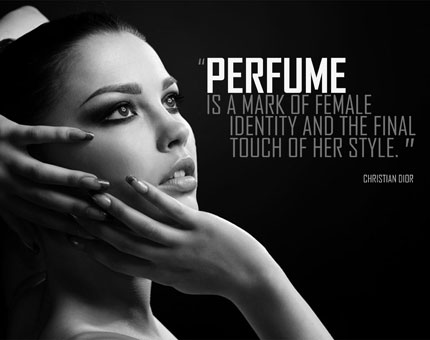 “PERFUME
IS A MARK OF FEMALE
IDENTITY AND THE FINAL
TOUCH OF HER STYLE.”
CHRISTIAN DIOR